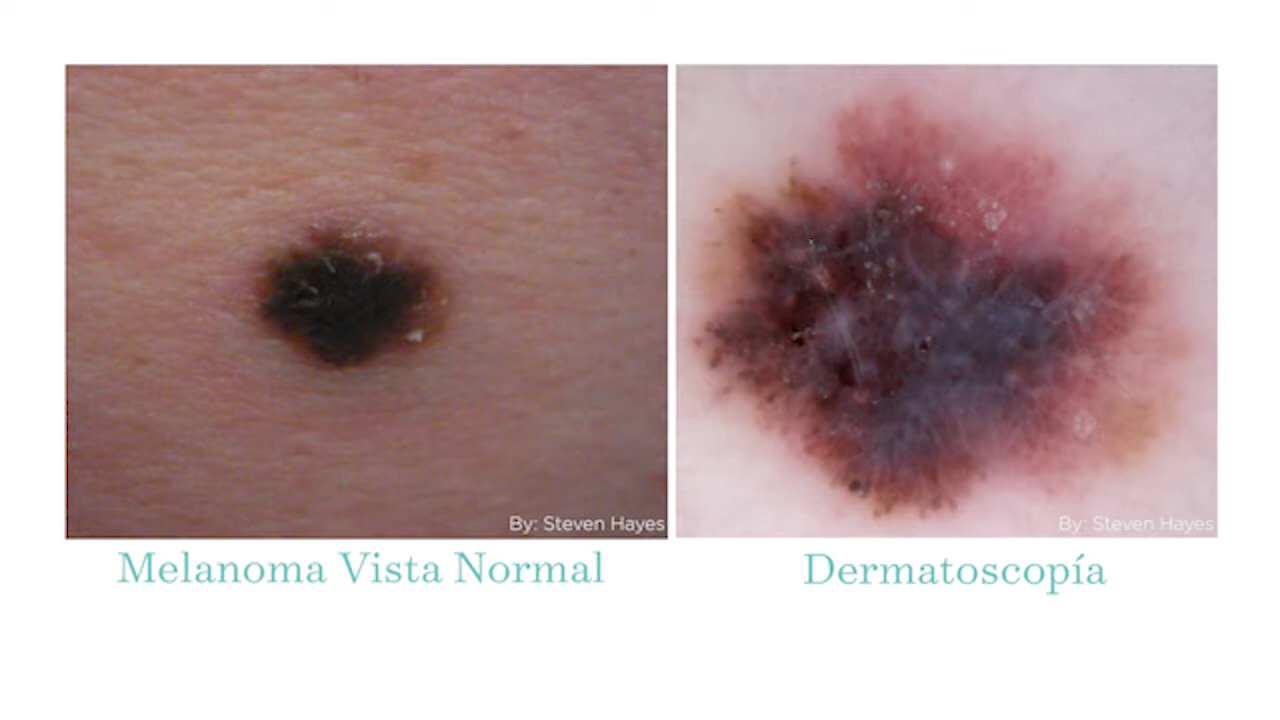 By: Steven Hayes
By: Steven Hayes
Melanoma Vista Normal
Dermatoscopía